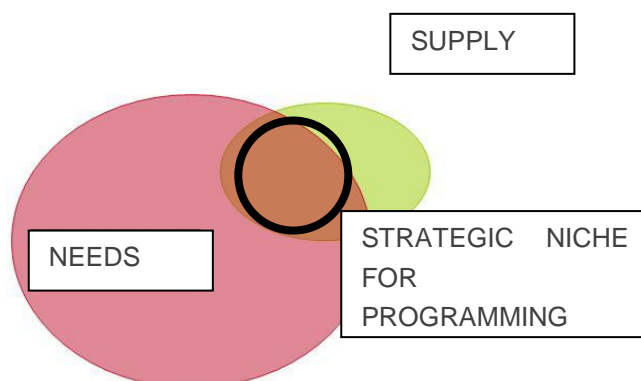 SUPPLY
NEEDS
STRATEGIC NICHE
FOR
PROGRAMMING